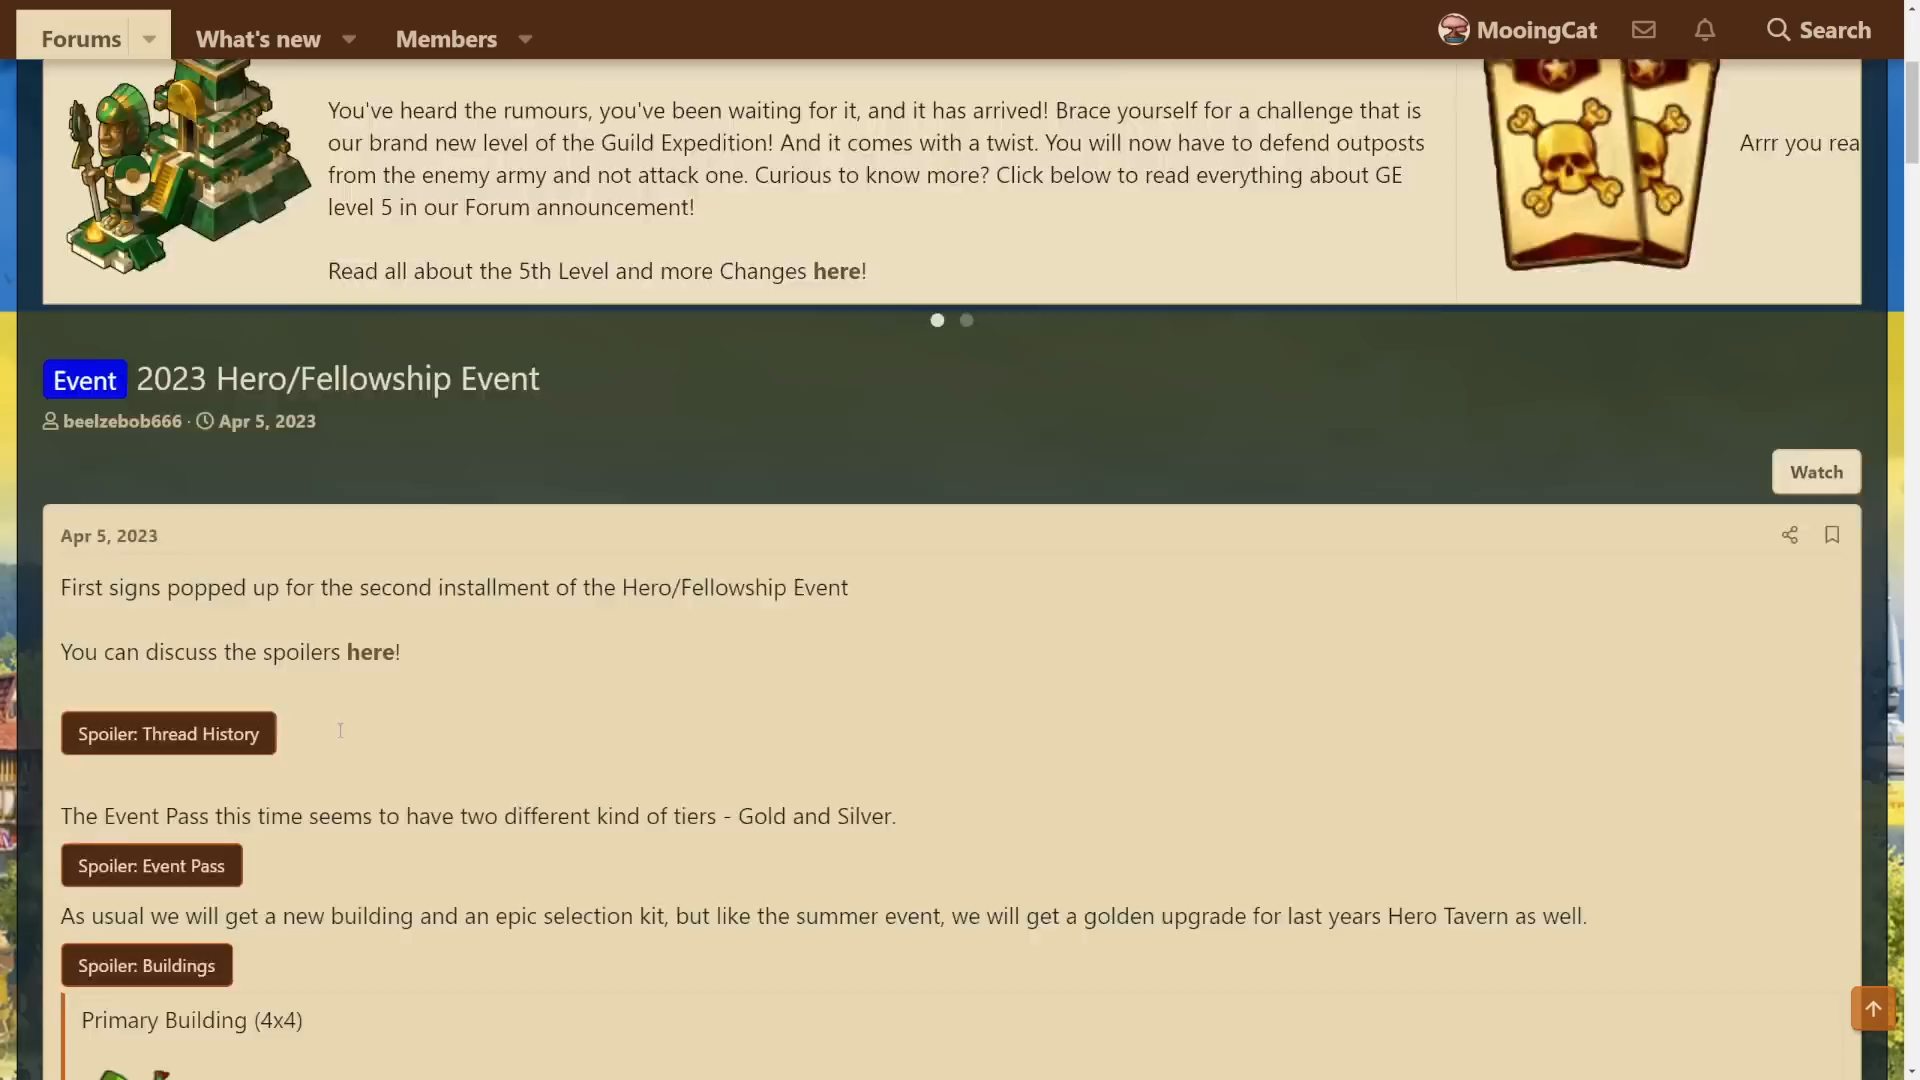 Forums
What's new
Members
MooingCat
Search
You've heard the rumours, you've been waiting for it, and it has arrived! Brace yourself for a challenge that is
our brand new level of the Guild Expedition! And it comes with a twist. You will now have to defend outposts
from the enemy army and not attack one. Curious to know more? Click below to read everything about GE
level 5 in our Forum announcement!
Read all about the 5th Level and more Changes here!
Arrr you rea
Event 2023 Hero/Fellowship Event
beelzebob666 · Apr 5, 2023
Watch
Apr 5, 2023
First signs popped up for the second installment of the Hero/Fellowship Event
You can discuss the spoilers here!
Spoiler: Thread History
The Event Pass this time seems to have two different kind of tiers - Gold and Silver.
Spoiler: Event Pass
As usual we will get a new building and an epic selection kit, but like the summer event, we will get a golden upgrade for last years Hero Tavern as well.
Spoiler: Buildings
Primary Building (4x4)